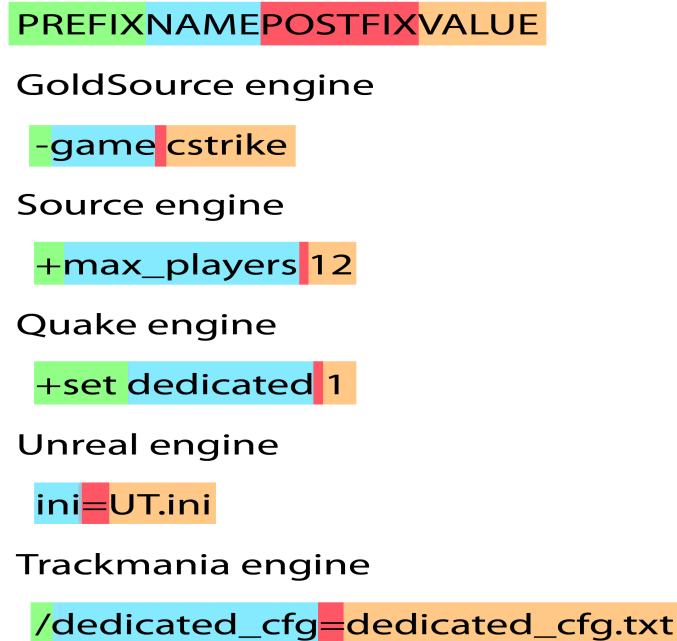 PREFIXNAMEPOSTFIXVALUE
GoldSource engine
-game cstrike
Source engine
+max_players 12
Quake engine
+set dedicated 1
Unreal engine
ini=UT.ini
Trackmania engine
/dedicated_cfg=dedicated_cfg.txt